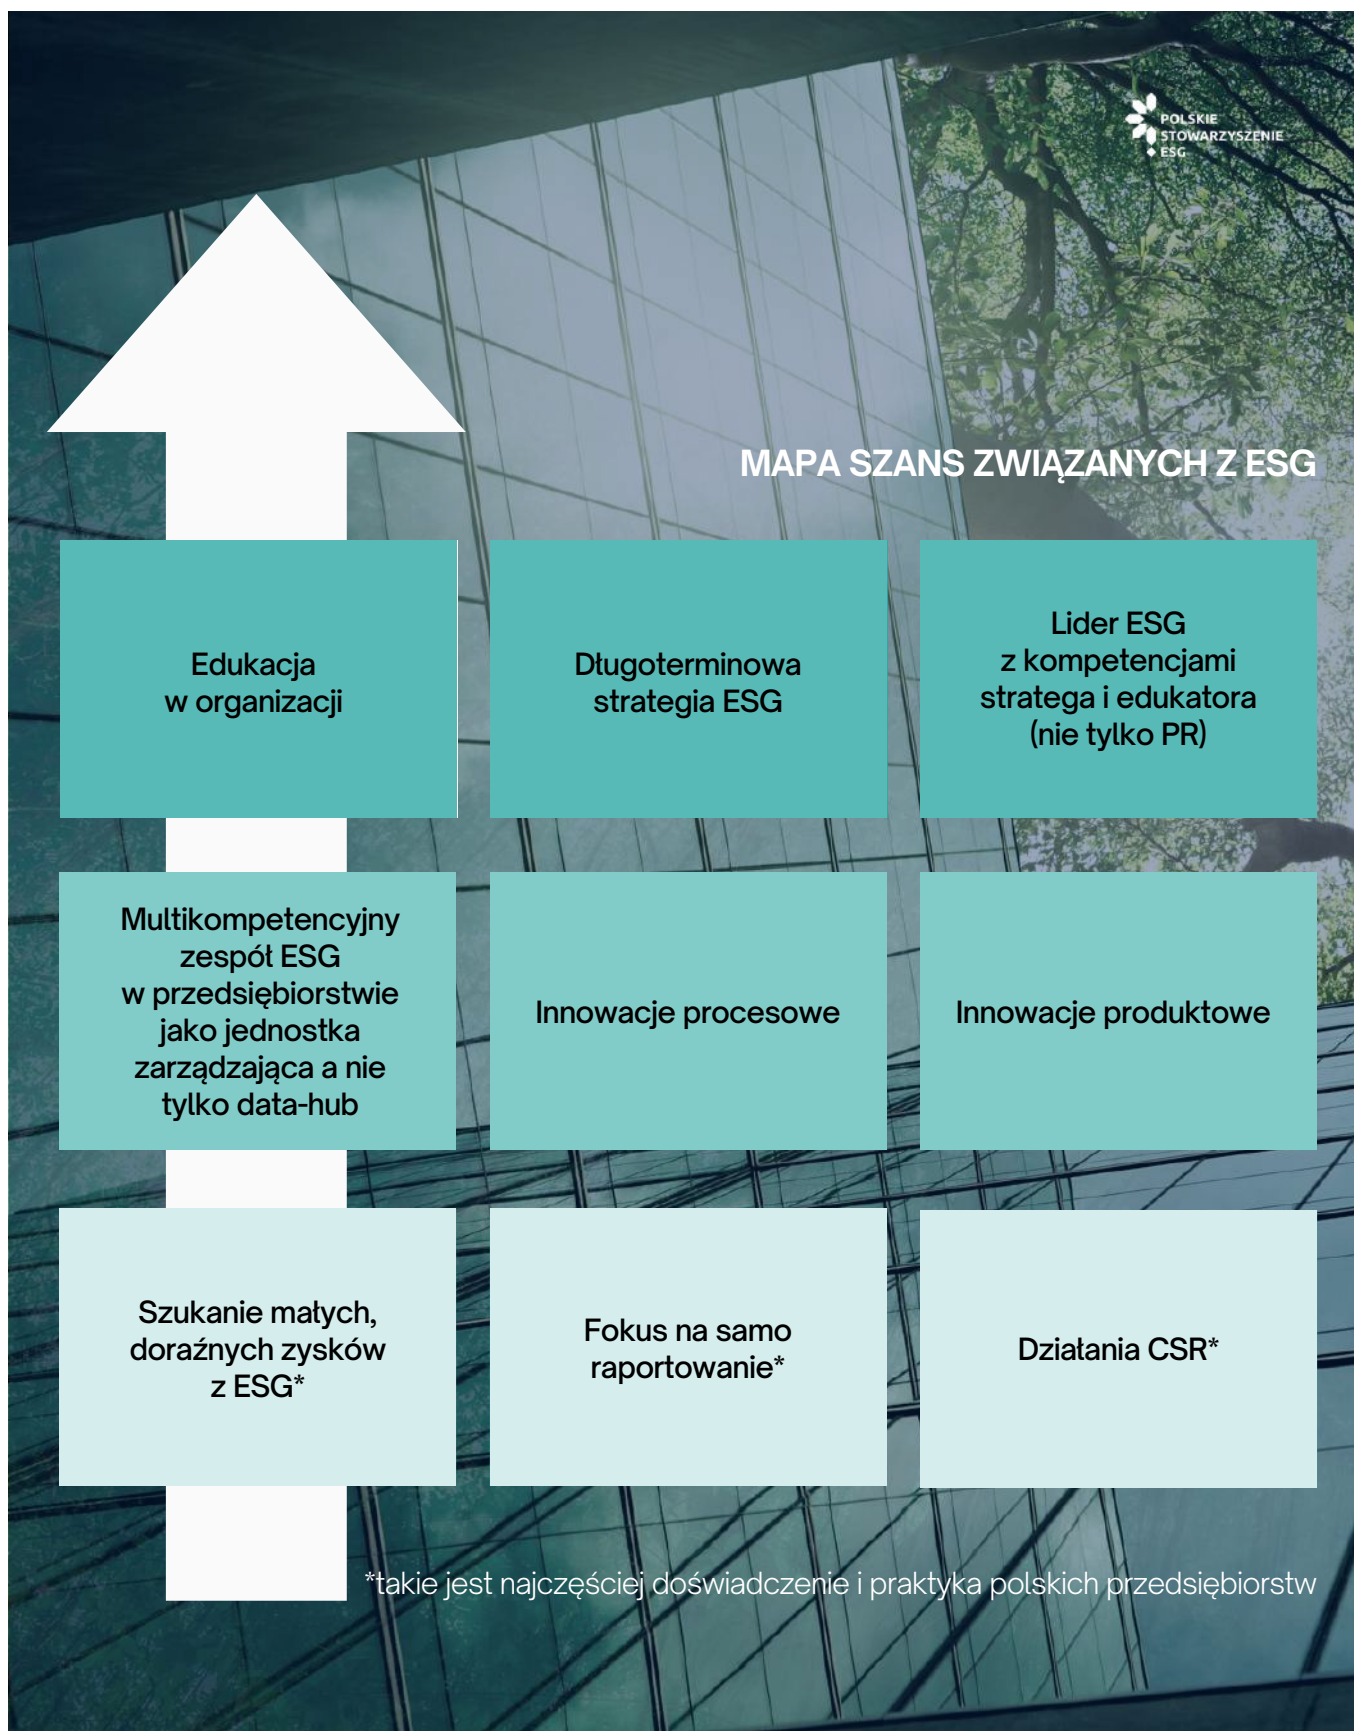 POLSKIE
STOWARZYSZENIE
ESG
MAPA SZANS ZWIĄZANYCH Z ESG
Edukacja
w organizacji
Długoterminowa
strategia ESG
Lider ESG
z kompetencjami
stratega i edukatora
(nie tylko PR)
Multikompetencyjny
zespół ESG
w przedsiębiorstwie
jako jednostka
zarządzająca a nie
tylko data-hub
Innowacje procesowe
Innowacje produktowe
Szukanie małych,
doraźnych zysków
z ESG*
Fokus na samo
raportowanie*
Działania CSR*
*takie jest najczęściej doświadczenie i praktyka polskich przedsiębiorstw